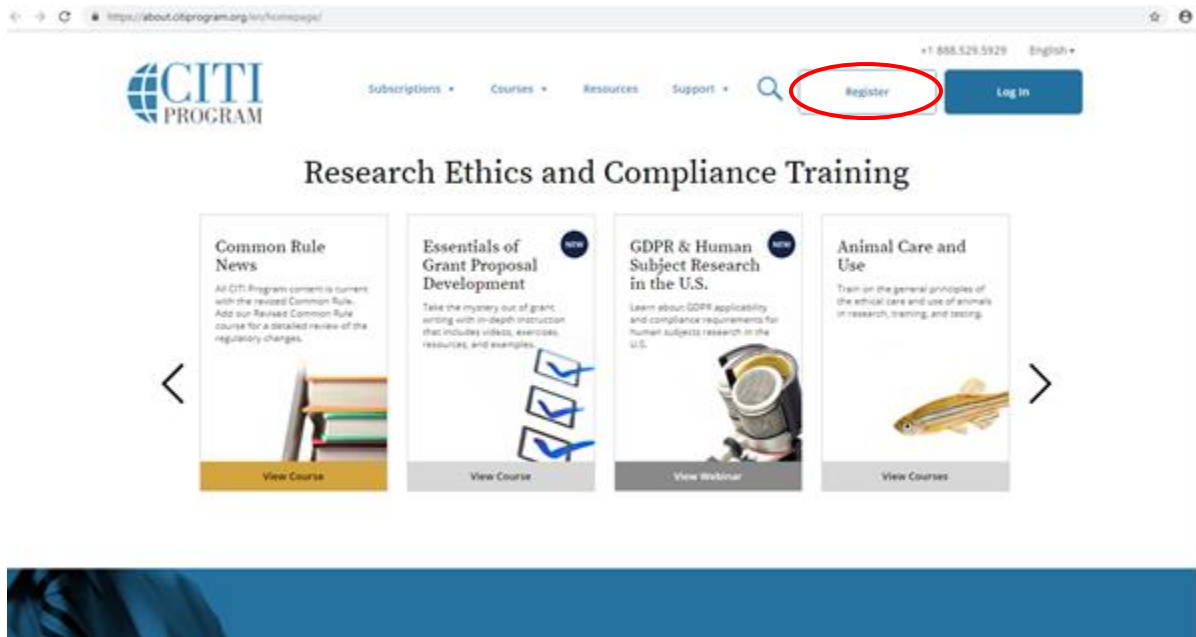 https://about.citiprogram.org/en/homepage/
+1 888.529.5929 English
CITI
PROGRAM
Subscriptions Courses Resources Support Register Log In
Research Ethics and Compliance Training
Common Rule
News
All CITI Program content is current
with the revised Common Rule.
Add our Revised Common Rule
course for a detailed review of the
regulatory changes.
View Course
NEW
Essentials of
Grant Proposal
Development
Take the mystery out of grant
writing with in-depth instruction
that includes videos, exercises,
resources, and examples.
View Course
NEW
GDPR & Human
Subject Research
in the U.S.
Learn about GDPR applicability
and compliance requirements for
human subjects research in the
U.S.
View Webinar
Animal Care and
Use
Train on the general principles of
the ethical care and use of animals
in research, training, and testing.
View Courses